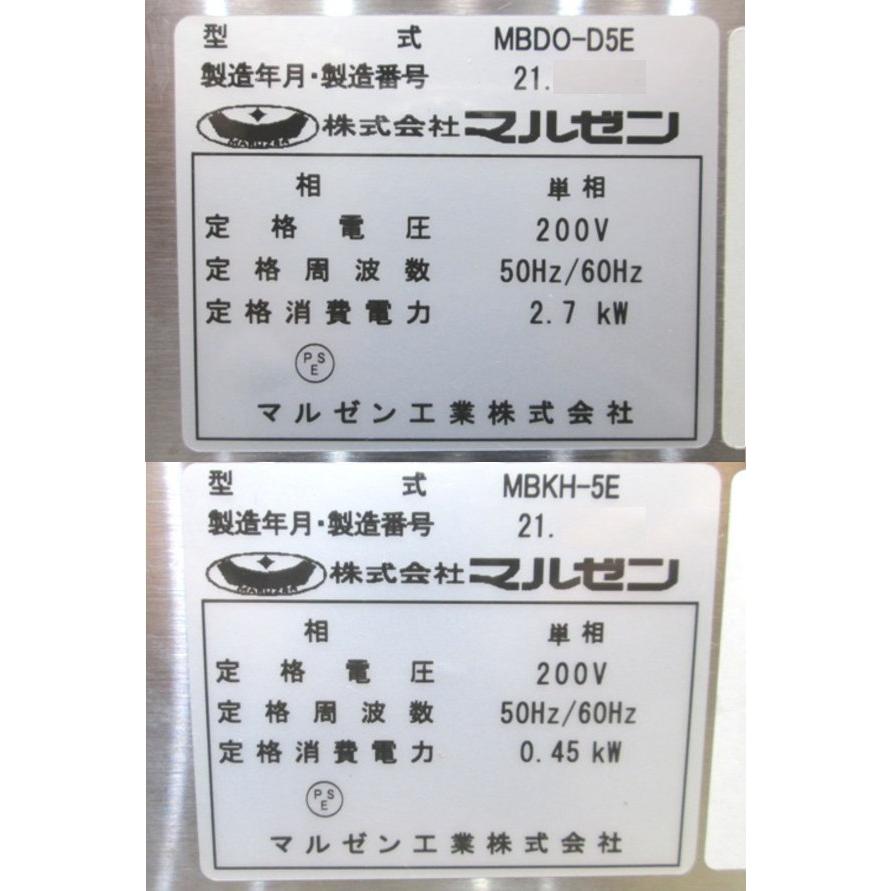 型 式 MBDO-D5E
製造年月・製造番号 21.
MARUZEN 株式会社マルゼン
相 単相
定格電圧 200V
定格周波数 50Hz/60Hz
定格消費電力 2.7 kW
PSE
マルゼン工業株式会社
型 式 MBKH-5E
製造年月・製造番号 21.
MARUZEN 株式会社マルゼン
相 単相
定格電圧 200V
定格周波数 50Hz/60Hz
定格消費電力 0.45 kW
PSE
マルゼン工業株式会社